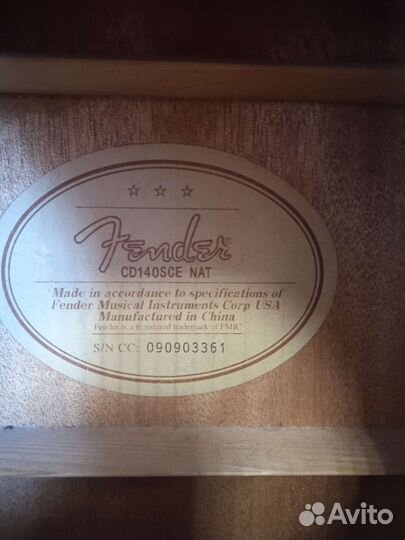 Fender
CD140SCE NAT
Made in accordance to specifications of
Fender Musical Instruments Corp USA
Manufactured in China
Fender is a registered trademark of FMIC
S/N CC: 090903361
Avito